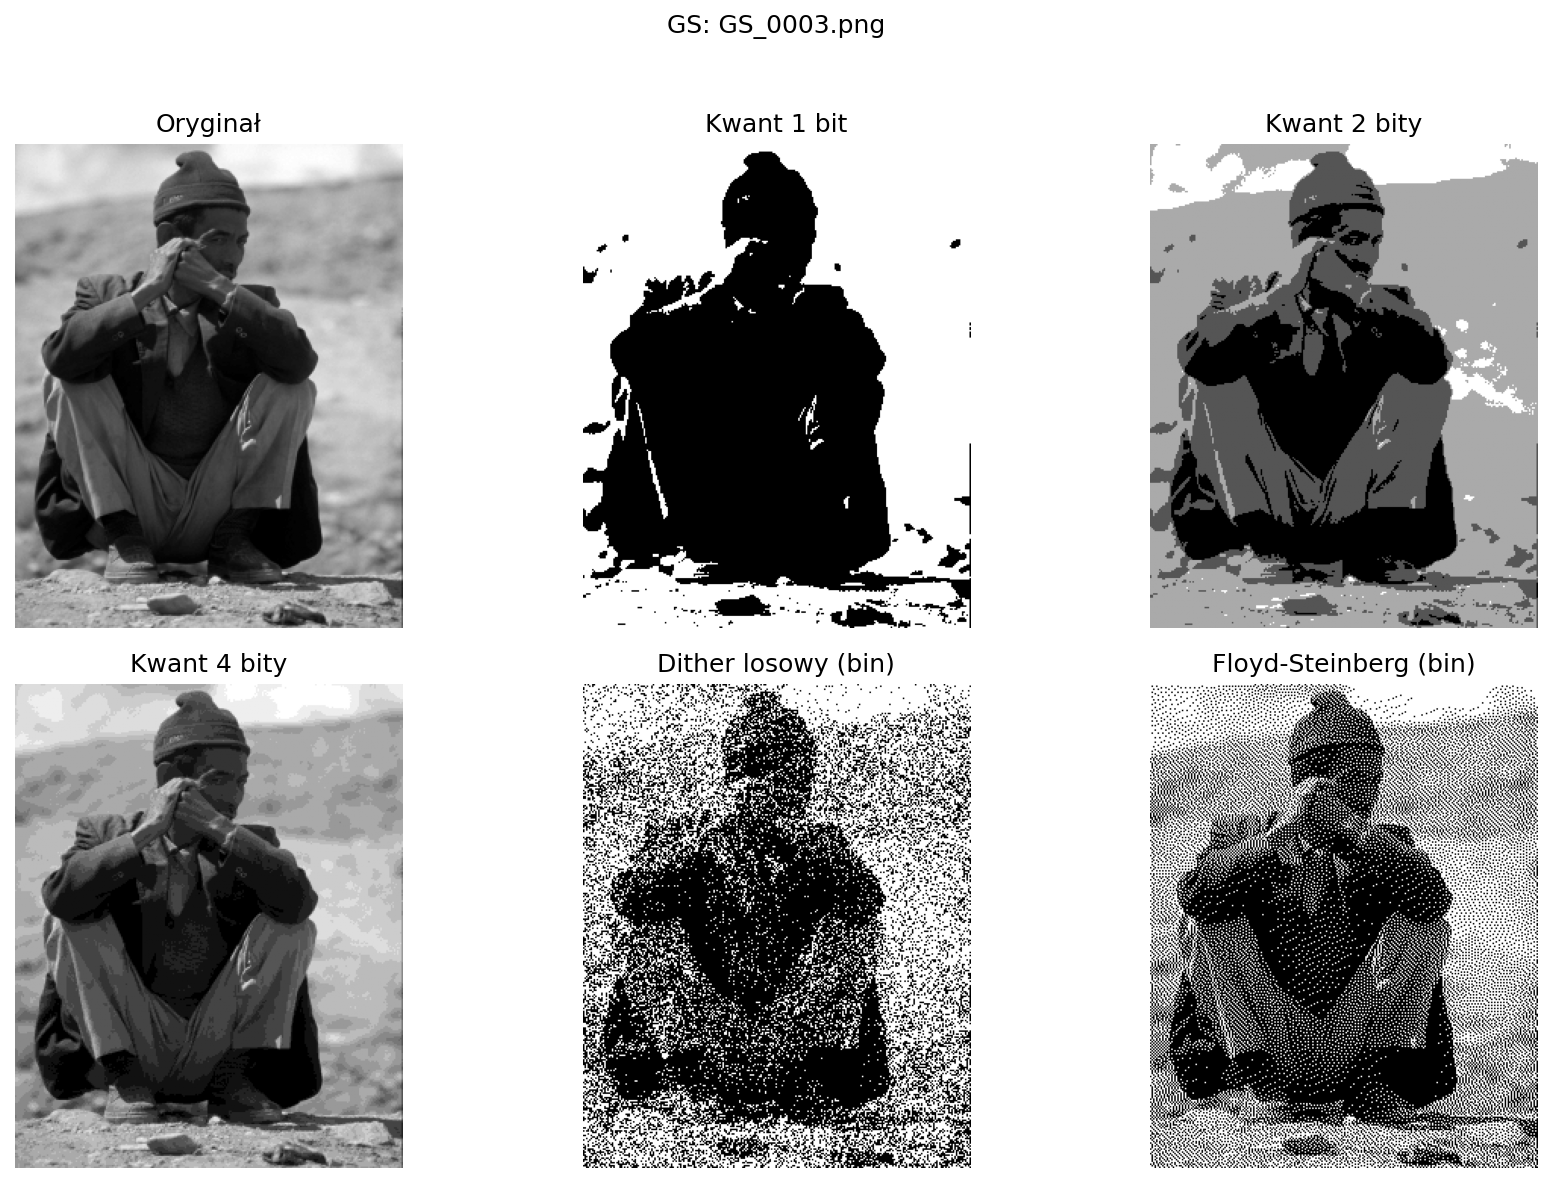 GS: GS_0003.png
Oryginał
Kwant 1 bit
Kwant 2 bity
Kwant 4 bity
Dither losowy (bin)
Floyd-Steinberg (bin)